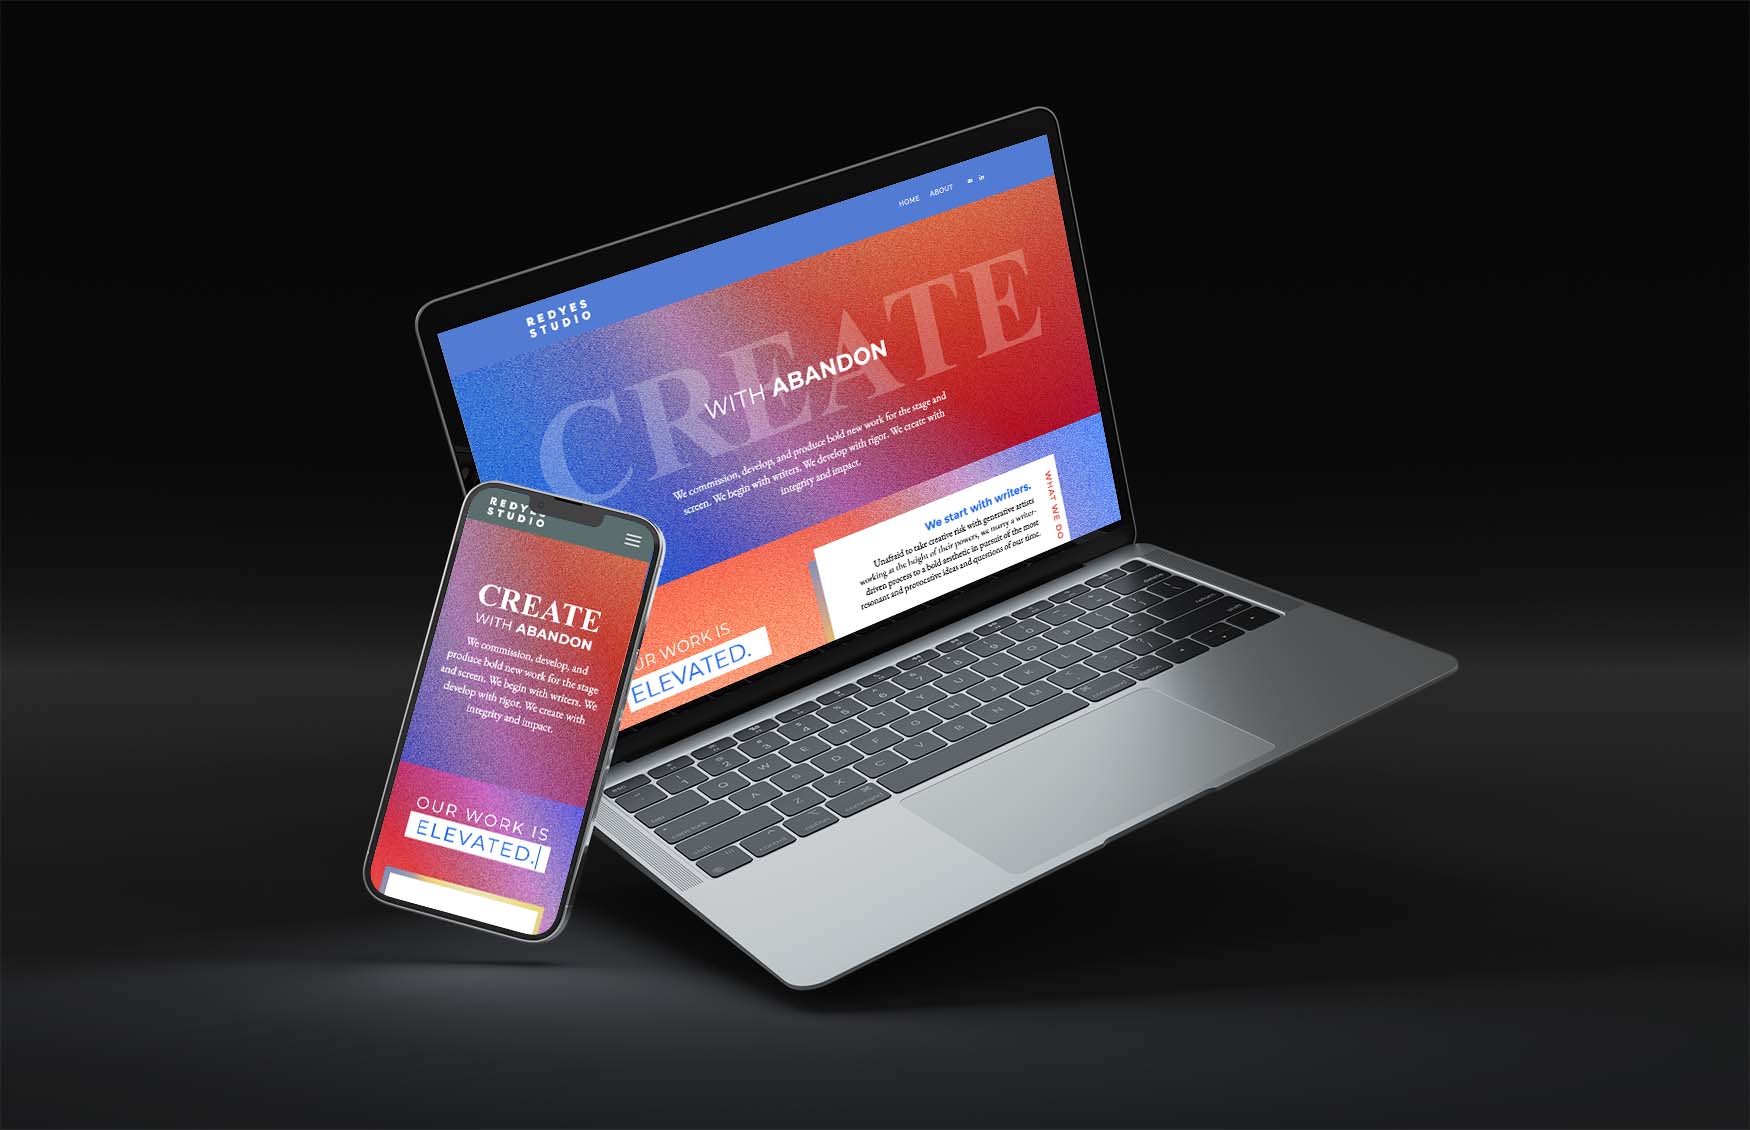 HOME ABOUT in
REDYES
STUDIO
CREATE
WITH ABANDON
We commission, develop, and produce bold new work for the stage and
screen. We begin with writers. We develop with rigor. We create with
integrity and impact.
WHAT WE DO
We start with writers.
Unafraid to take creative risk with generative artists
working at the height of their powers, we marry a writer-
driven process to a bold aesthetic in pursuit of the most
resonant and provocative ideas and questions of our time.
OUR WORK IS
ELEVATED.
REDYES
STUDIO
CREATE
WITH ABANDON
We commission, develop, and
produce bold new work for the stage
and screen. We begin with writers. We
develop with rigor. We create with
integrity and impact.
OUR WORK IS
ELEVATED.